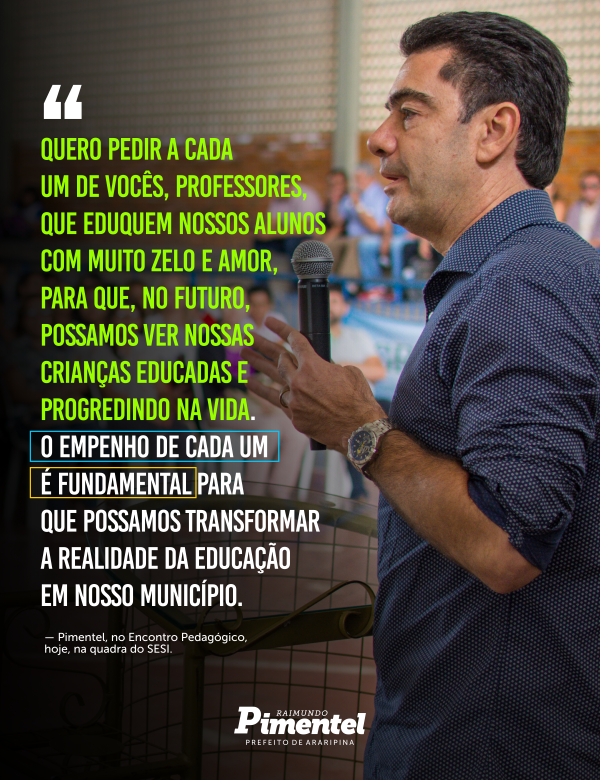 “
QUERO PEDIR A CADA
UM DE VOCÊS, PROFESSORES,
QUE EDUQUEM NOSSOS ALUNOS
COM MUITO ZELO E AMOR,
PARA QUE, NO FUTURO,
POSSAMOS VER NOSSAS
CRIANÇAS EDUCADAS E
PROGREDINDO NA VIDA.
O EMPENHO DE CADA UM
É FUNDAMENTAL PARA
QUE POSSAMOS TRANSFORMAR
A REALIDADE DA EDUCAÇÃO
EM NOSSO MUNICÍPIO.
— Pimentel, no Encontro Pedagógico,
hoje, na quadra do SESI.
RAIMUNDO
Pimentel
PREFEITO DE ARARIPINA